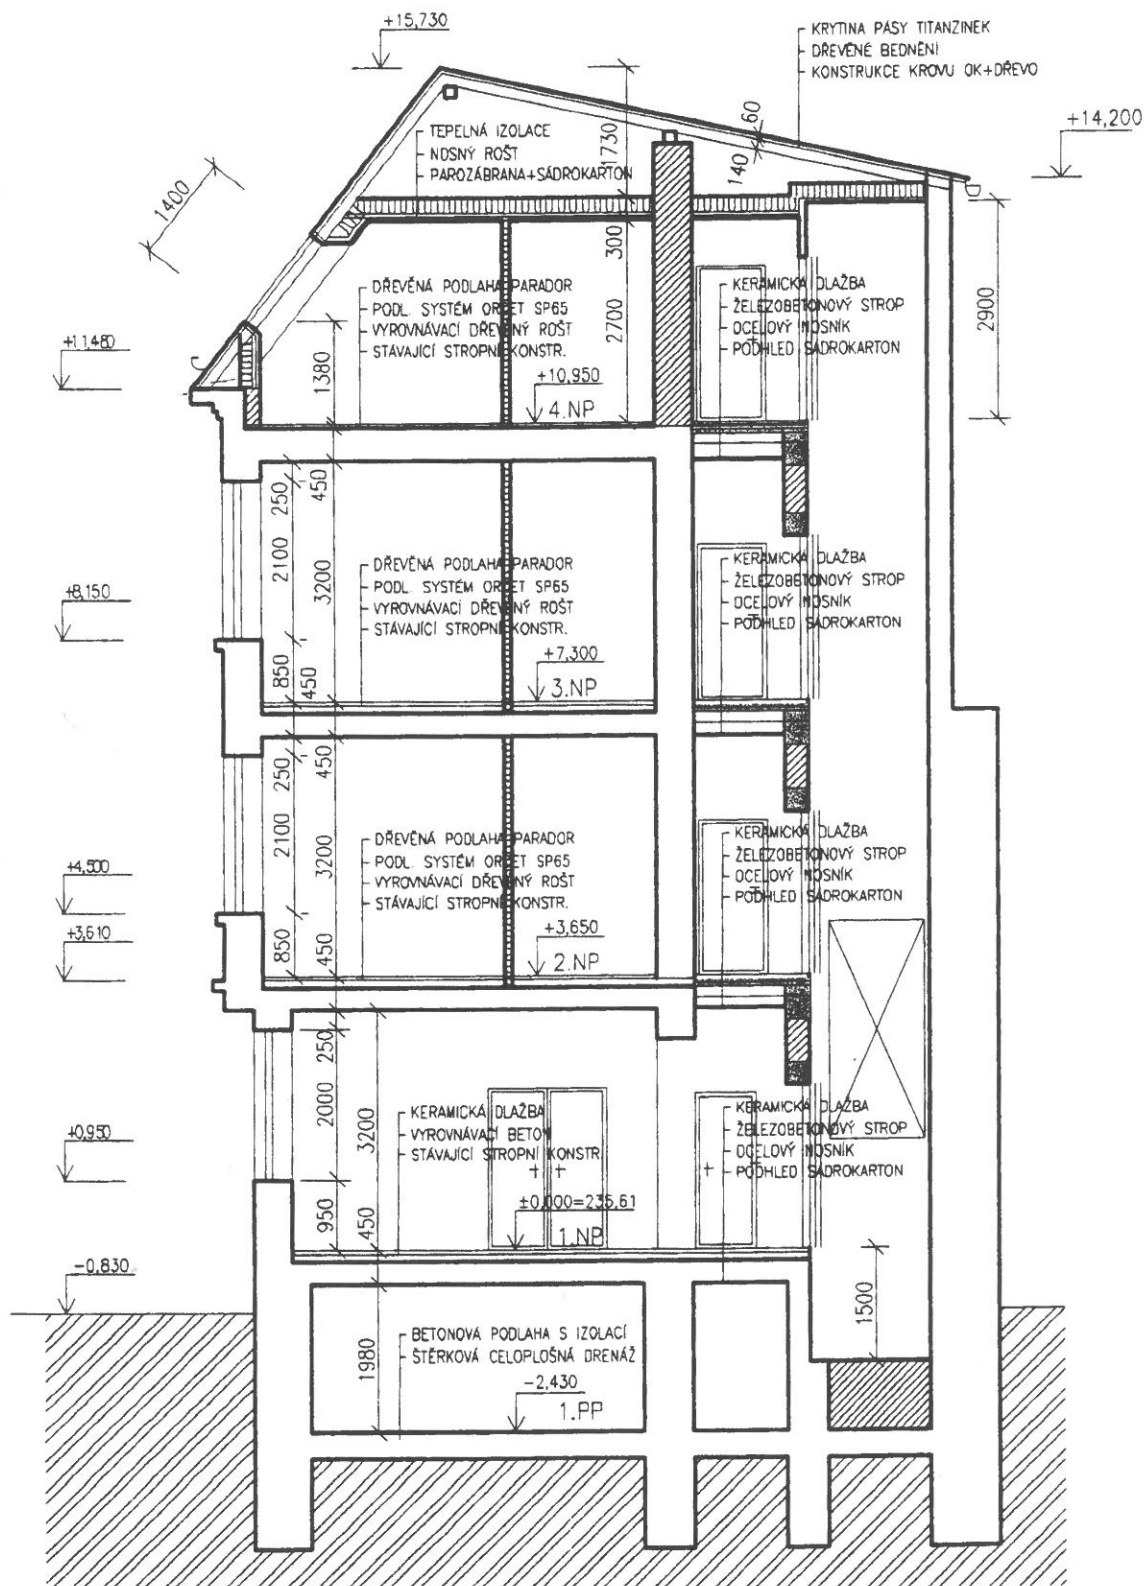 +15,730
KRYTINA PÁSY TITANZINEK
DŘEVĚNÉ BEDNĚNÍ
KONSTRUKCE KROVU OK+DŘEVO
+14,200
60
140
1730
TEPELNÁ IZOLACE
NOSNÝ ROŠT
PAROZÁBRANA+SÁDROKARTON
1400
300
2700
2900
DŘEVĚNÁ PODLAHA PARADOR
PODL. SYSTÉM ORCET SP65
VYROVNÁVACÍ DŘEVĚNÝ ROŠT
STÁVAJÍCÍ STROPNÍ KONSTR.
KERAMICKÁ DLAŽBA
ŽELEZOBETONOVÝ STROP
OCELOVÝ NOSNÍK
PODHLED SÁDROKARTON
+11,480
1380
+10,950
4.NP
250
450
2100
3200
DŘEVĚNÁ PODLAHA PARADOR
PODL. SYSTÉM ORCET SP65
VYROVNÁVACÍ DŘEVĚNÝ ROŠT
STÁVAJÍCÍ STROPNÍ KONSTR.
KERAMICKÁ DLAŽBA
ŽELEZOBETONOVÝ STROP
OCELOVÝ NOSNÍK
PODHLED SÁDROKARTON
+8,150
850
450
+7,300
3.NP
250
450
2100
3200
DŘEVĚNÁ PODLAHA PARADOR
PODL. SYSTÉM ORCET SP65
VYROVNÁVACÍ DŘEVĚNÝ ROŠT
STÁVAJÍCÍ STROPNÍ KONSTR.
KERAMICKÁ DLAŽBA
ŽELEZOBETONOVÝ STROP
OCELOVÝ NOSNÍK
PODHLED SÁDROKARTON
+4,500
+3,610
850
450
+3,650
2.NP
250
2000
3200
KERAMICKÁ DLAŽBA
VYROVNÁVACÍ BETON
STÁVAJÍCÍ STROPNÍ KONSTR.
KERAMICKÁ DLAŽBA
ŽELEZOBETONOVÝ STROP
OCELOVÝ NOSNÍK
PODHLED SÁDROKARTON
+0,950
950
450
±0,000=235,61
1.NP
-0,830
1500
1980
BETONOVÁ PODLAHA S IZOLACÍ
ŠTĚRKOVÁ CELOPLOŠNÁ DRENÁŽ
-2,430
1.PP